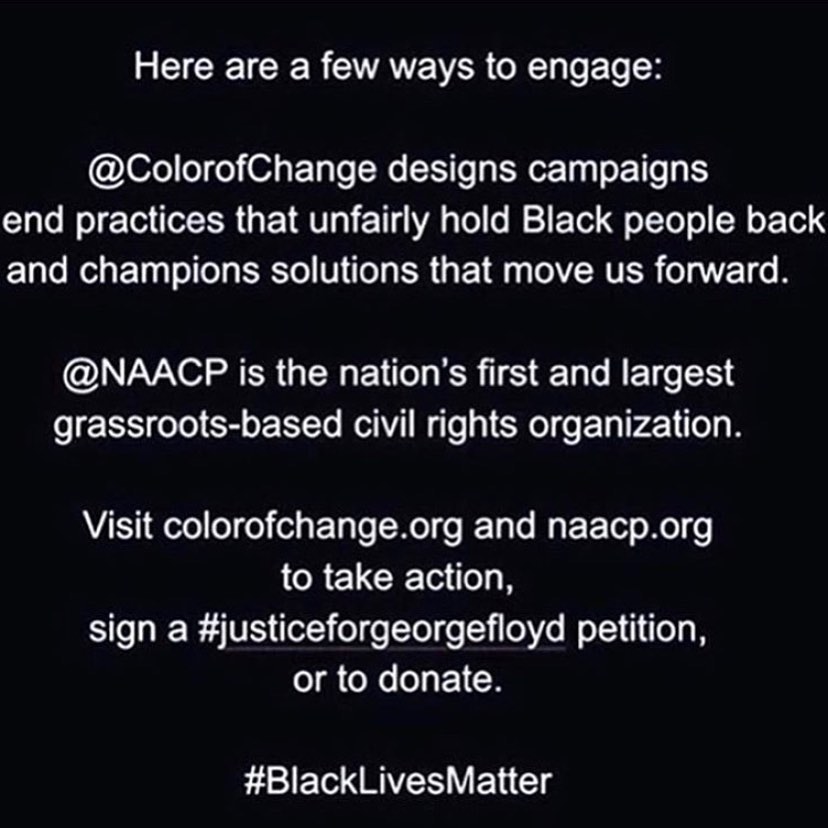 Here are a few ways to engage:
@ColorofChange designs campaigns
end practices that unfairly hold Black people back
and champions solutions that move us forward.
@NAACP is the nation's first and largest
grassroots-based civil rights organization.
Visit colorofchange.org and naacp.org
to take action,
sign a #justiceforgeorgefloyd petition,
or to donate.
#BlackLivesMatter